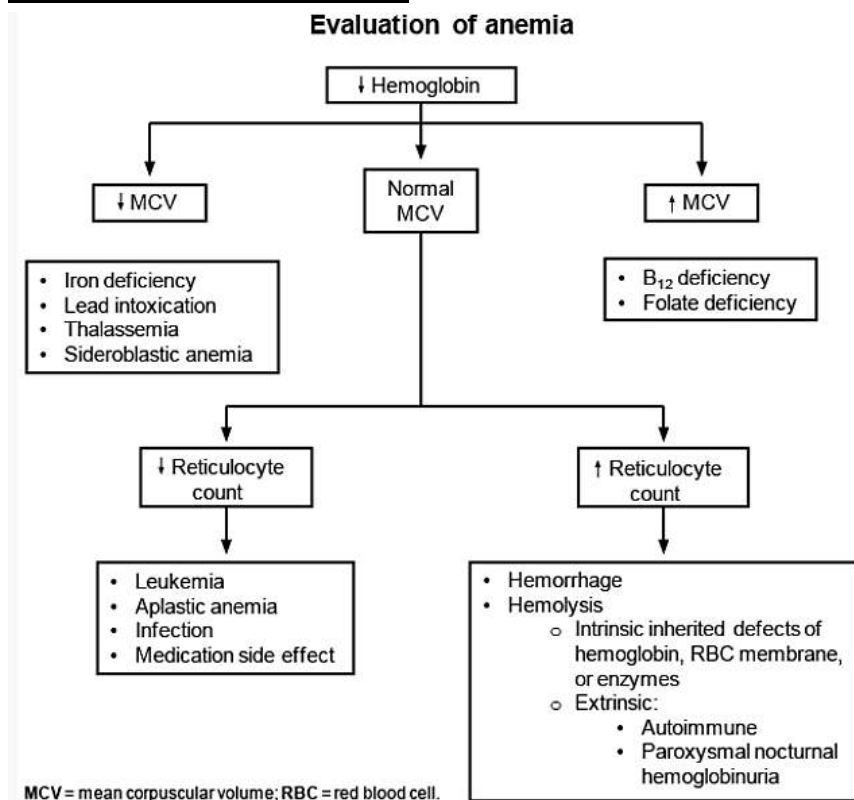 Evaluation of anemia
↓ Hemoglobin
↓ MCV
Normal
MCV
↑ MCV
• Iron deficiency
• Lead intoxication
• Thalassemia
• Sideroblastic anemia
• B₁₂ deficiency
• Folate deficiency
↓ Reticulocyte
count
↑ Reticulocyte
count
• Leukemia
• Aplastic anemia
• Infection
• Medication side effect
• Hemorrhage
• Hemolysis
o Intrinsic inherited defects of
hemoglobin, RBC membrane,
or enzymes
o Extrinsic:
• Autoimmune
• Paroxysmal nocturnal
hemoglobinuria
MCV = mean corpuscular volume; RBC = red blood cell.